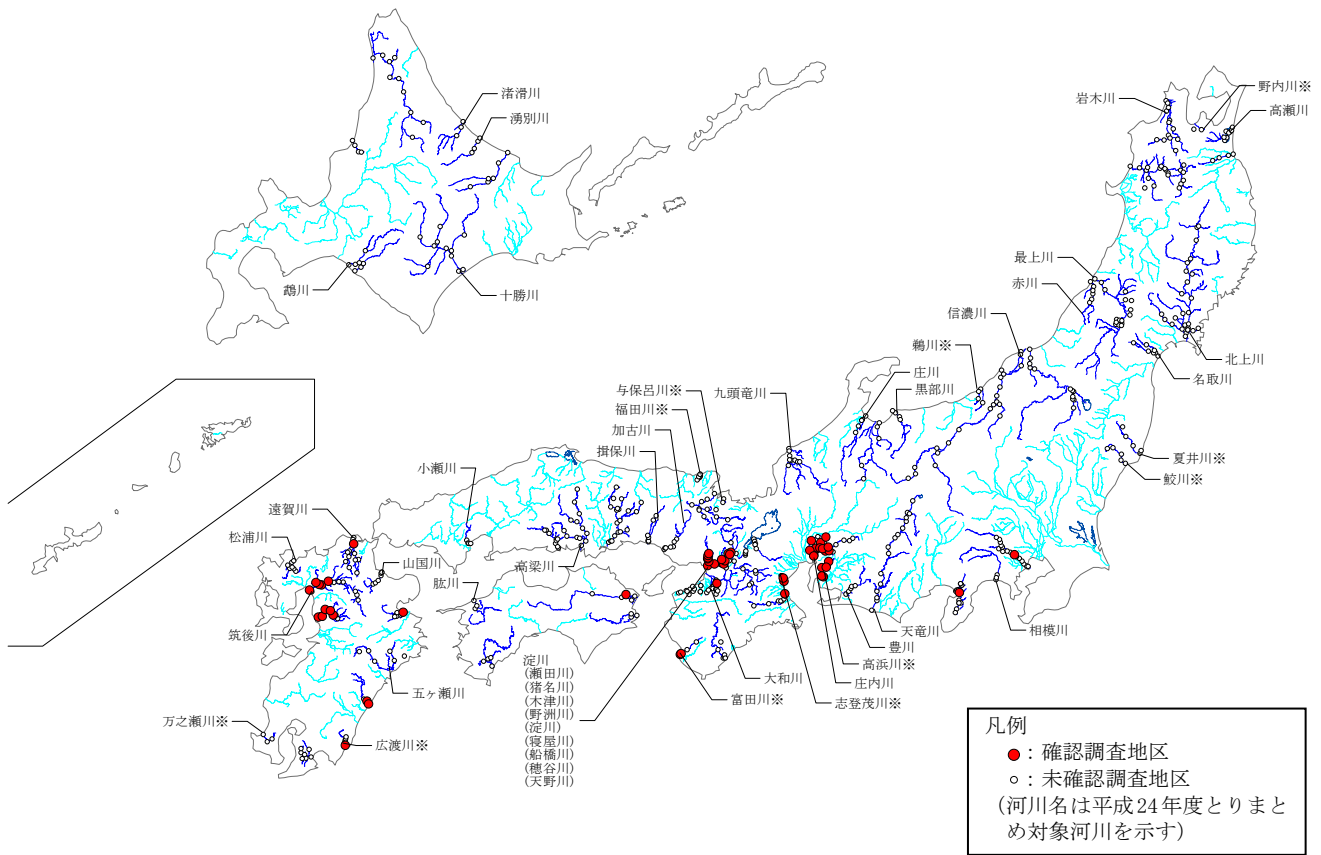 渚滑川
湧別川
鵡川
十勝川
岩木川
野内川※
高瀬川
最上川
赤川
信濃川
鵜川※
庄川
黒部川
九頭竜川
与保呂川※
福田川※
加古川
揖保川
小瀬川
北上川
名取川
夏井川※
鮫川※
遠賀川
松浦川
山国川
肱川
高梁川
筑後川
五ヶ瀬川
万之瀬川※
広渡川※
淀川
(瀬田川)
(猪名川)
(木津川)
(野洲川)
(淀川)
(寝屋川)
(船橋川)
(穂谷川)
(天野川)
富田川※
大和川
志登茂川※
庄内川
高浜川※
豊川
天竜川
相模川
凡例
：確認調査地区
：未確認調査地区
(河川名は平成24年度とりまと
め対象河川を示す)